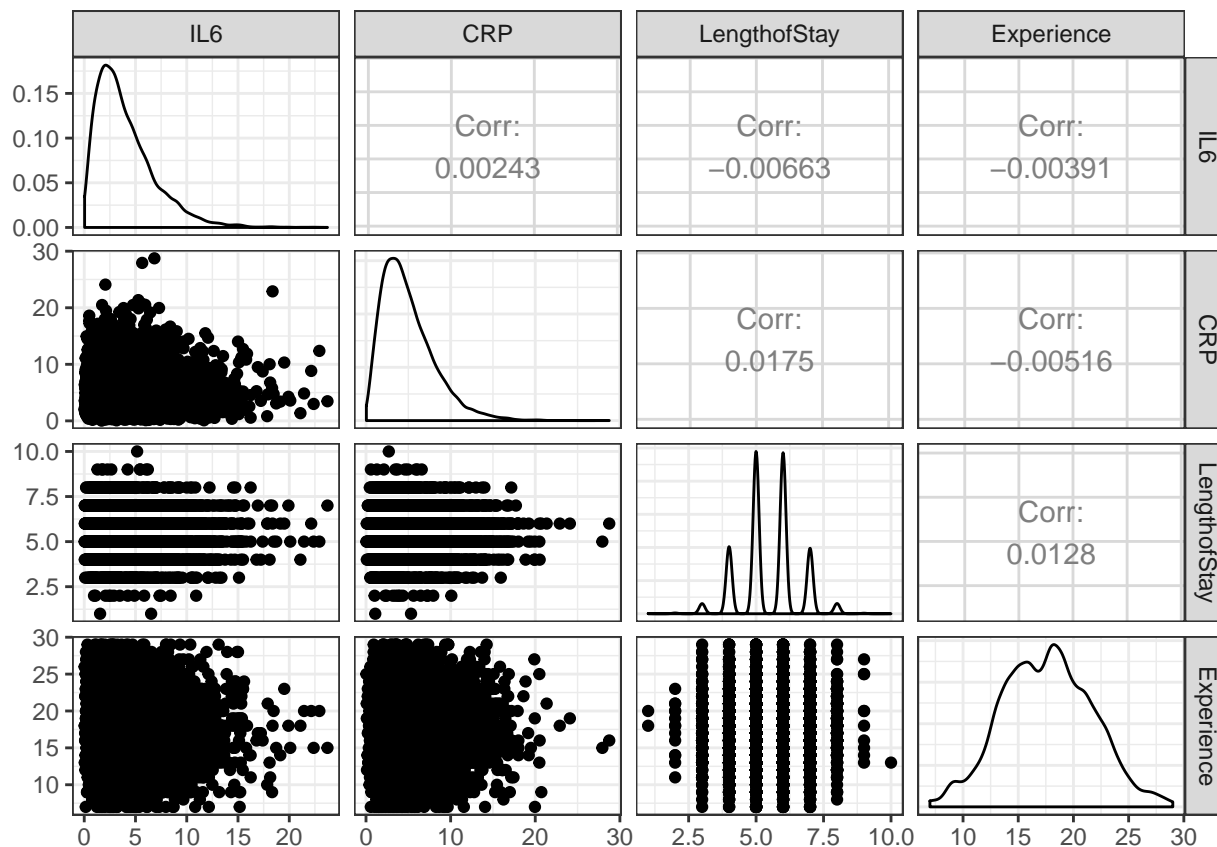 IL6 CRP LengthofStay Experience
0.15
0.10
0.05
0.00
Corr:
0.00243
Corr:
−0.00663
Corr:
−0.00391
IL6
30
20
10
0
Corr:
0.0175
Corr:
−0.00516
CRP
10.0
7.5
5.0
2.5
Corr:
0.0128
LengthofStay
30
25
20
15
10
Experience
0 5 10 15 20
0 10 20 30
2.5 5.0 7.5 10.0
10 15 20 25 30